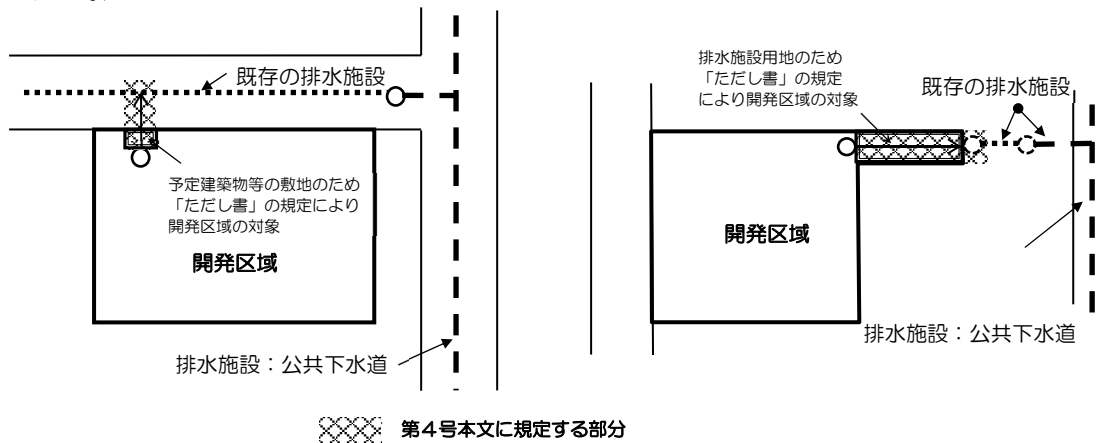 既存の排水施設
予定建築物等の敷地のため
「ただし書」の規定により
開発区域の対象
開発区域
排水施設：公共下水道
排水施設用地のため
「ただし書」の規定
により開発区域の対象
既存の排水施設
開発区域
排水施設：公共下水道
第４号本文に規定する部分